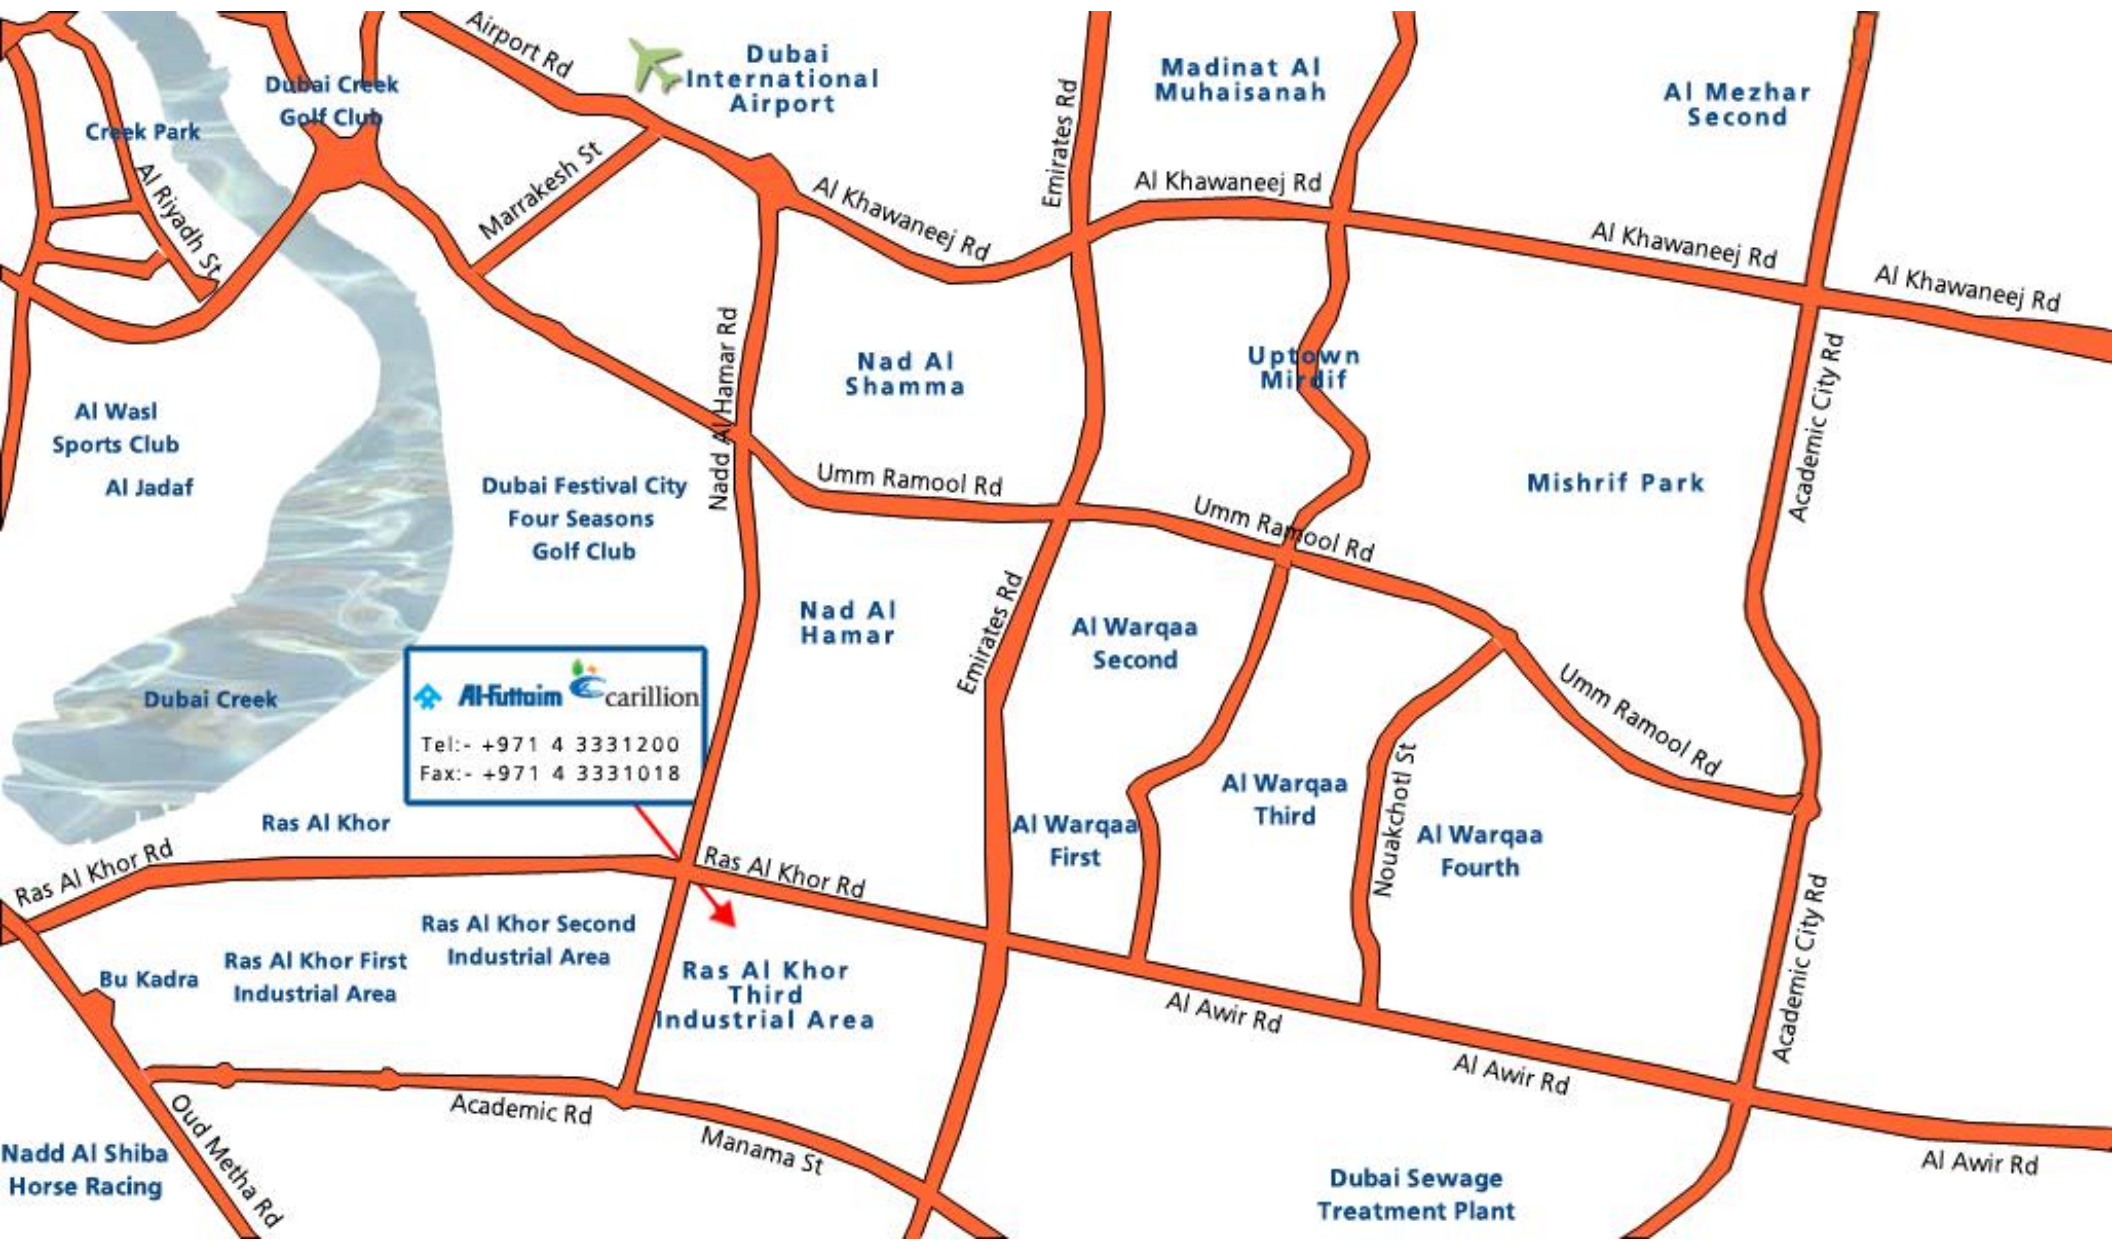 Airport Rd
Dubai
International
Airport
Madinat Al
Muhaisanah
Al Mezhar
Second
Dubai Creek
Golf Club
Creek Park
Al Riyadh St
Marrakesh St
Emirates Rd
Al Khawaneej Rd
Al Khawaneej Rd
Al Khawaneej Rd
Al Khawaneej Rd
Nadd Al Hamar Rd
Nad Al
Shamma
Uptown
Mirdif
Academic City Rd
Al Wasl
Sports Club
Al Jadaf
Dubai Festival City
Four Seasons
Golf Club
Umm Ramool Rd
Umm Ramool Rd
Mishrif Park
Nad Al
Hamar
Emirates Rd
Al Warqaa
Second
Dubai Creek
Al-Futtaim carillion
Tel:- +971 4 3331200
Fax:- +971 4 3331018
Umm Ramool Rd
Al Warqaa
Third
Nouakchotl St
Al Warqaa
First
Al Warqaa
Fourth
Ras Al Khor
Ras Al Khor Rd
Ras Al Khor Rd
Academic City Rd
Ras Al Khor Second
Industrial Area
Ras Al Khor First
Industrial Area
Bu Kadra
Ras Al Khor
Third
Industrial Area
Al Awir Rd
Al Awir Rd
Academic Rd
Manama St
Oud Metha Rd
Nadd Al Shiba
Horse Racing
Al Awir Rd
Dubai Sewage
Treatment Plant